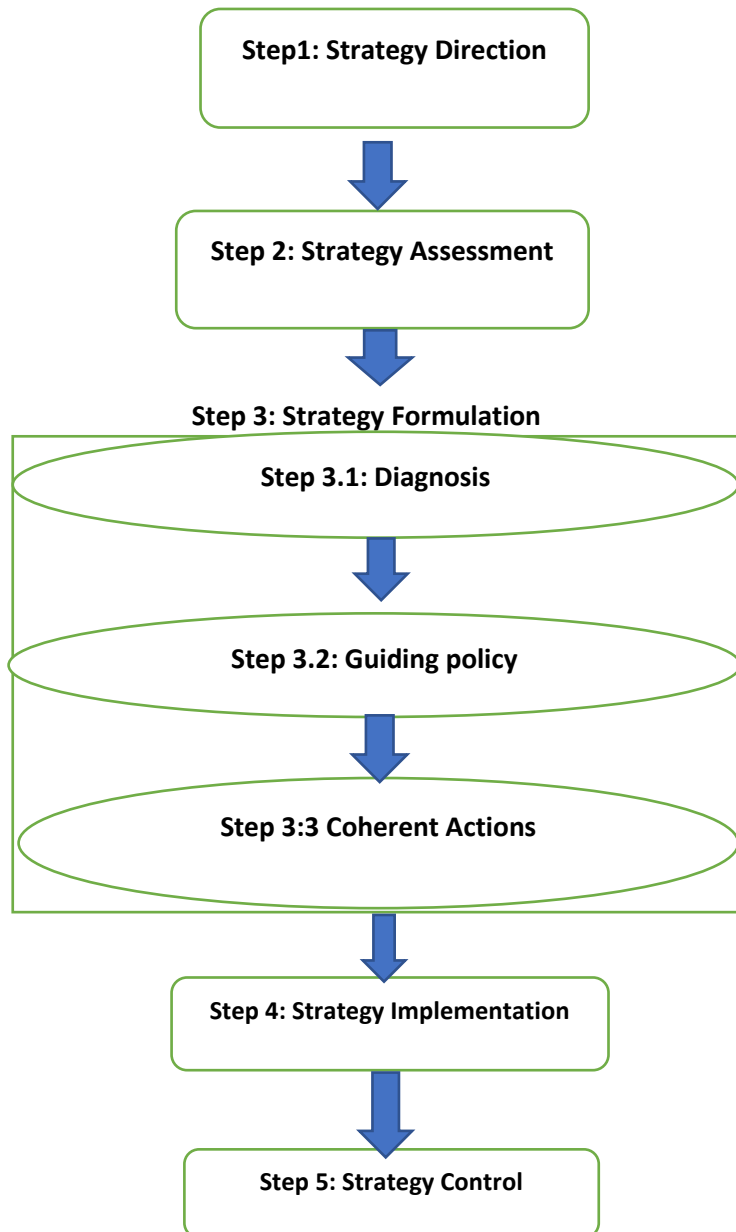 Step1: Strategy Direction
Step 2: Strategy Assessment
Step 3: Strategy Formulation
Step 3.1: Diagnosis
Step 3.2: Guiding policy
Step 3:3 Coherent Actions
Step 4: Strategy Implementation
Step 5: Strategy Control